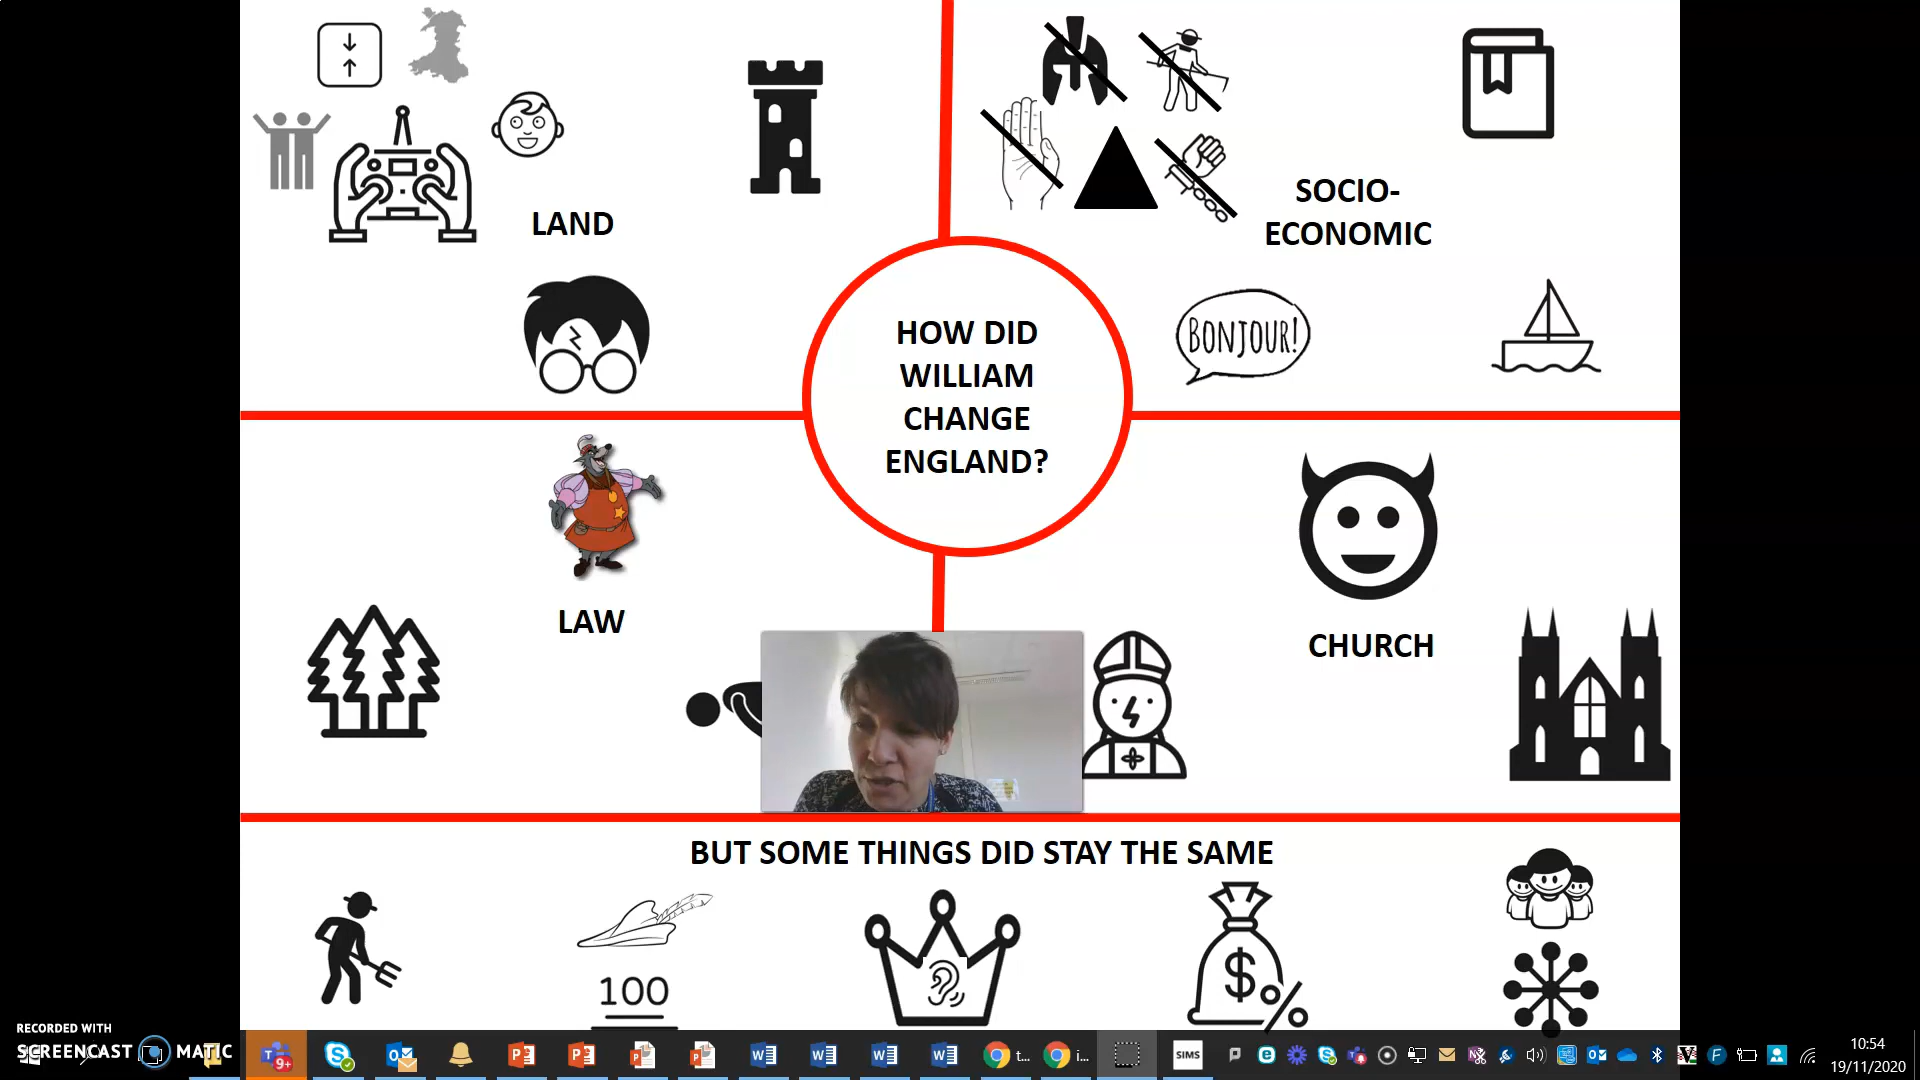 LAND
SOCIO-
ECONOMIC
BONJOUR!
HOW DID
WILLIAM
CHANGE
ENGLAND?
LAW
CHURCH
BUT SOME THINGS DID STAY THE SAME
100
$
%
RECORDED WITH
SCREENCAST MATIC
9+
t...
i...
SIMS
10:54
19/11/2020